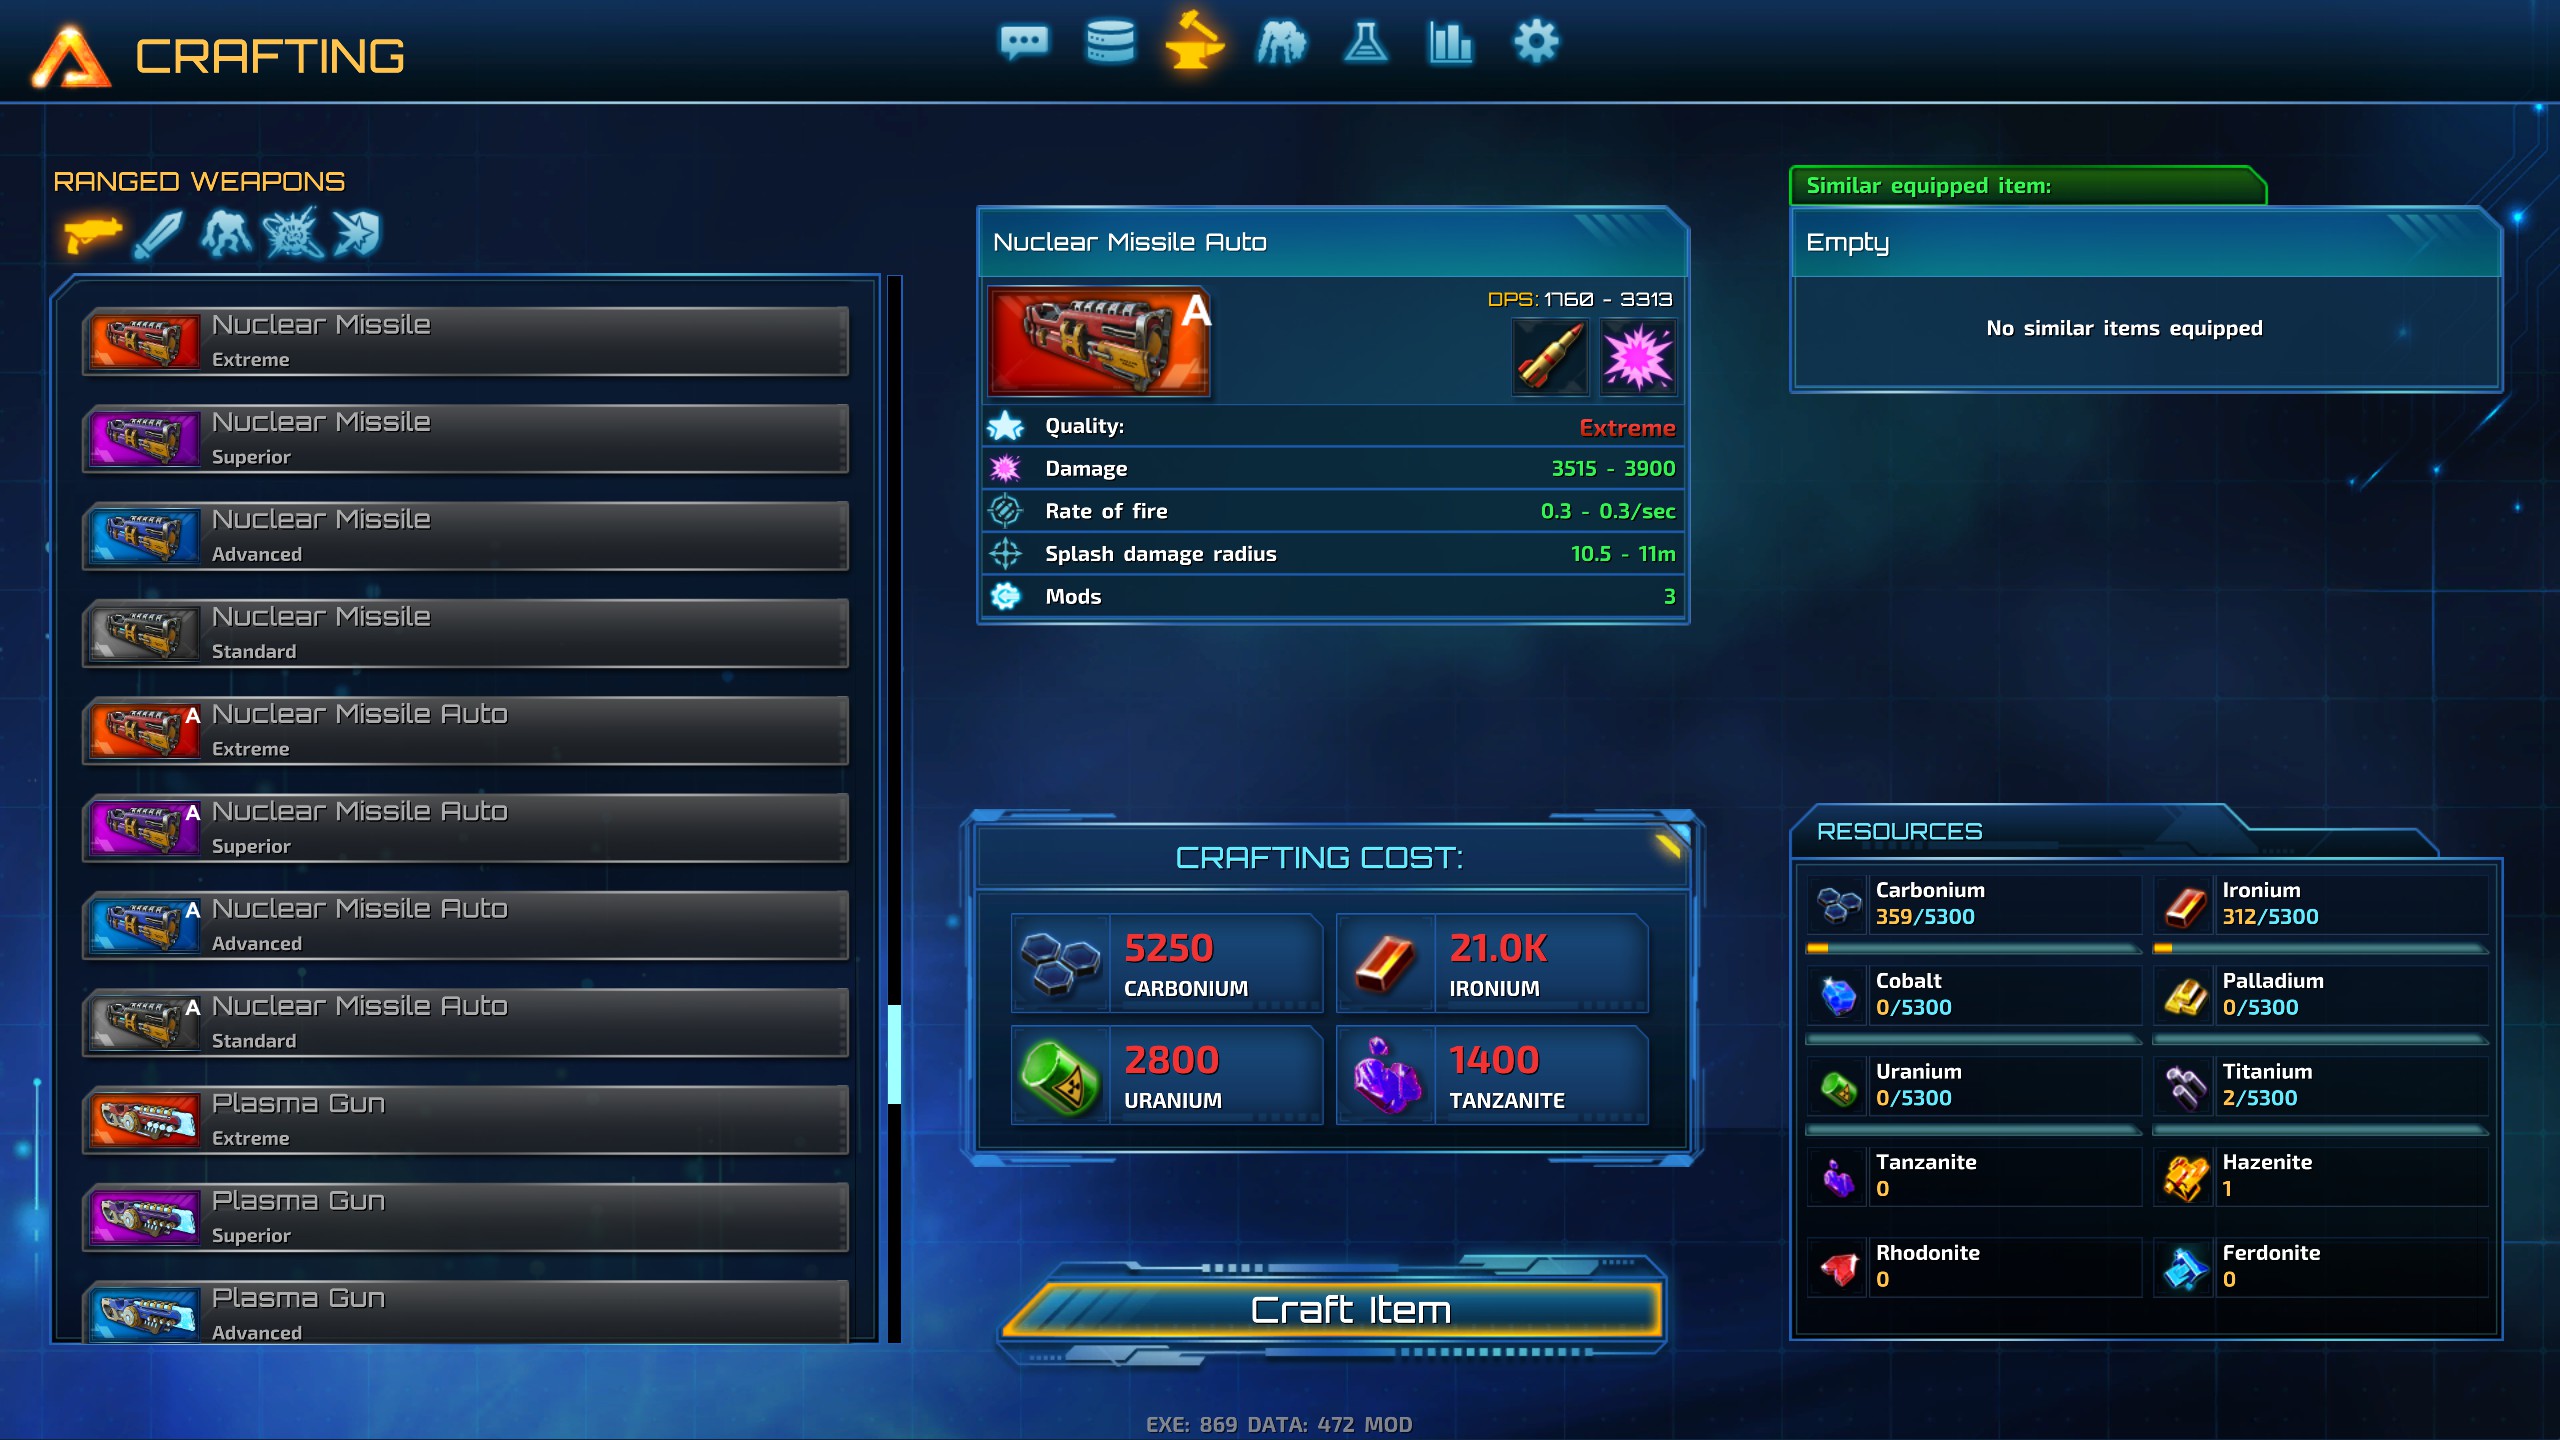 CRAFTING
RANGED WEAPONS
Nuclear Missile
Extreme
Nuclear Missile
Superior
Nuclear Missile
Advanced
Nuclear Missile
Standard
A Nuclear Missile Auto
Extreme
A Nuclear Missile Auto
Superior
A Nuclear Missile Auto
Advanced
A Nuclear Missile Auto
Standard
Plasma Gun
Extreme
Plasma Gun
Superior
Plasma Gun
Advanced
Nuclear Missile Auto
A
DPS: 1760 - 3313
Quality: Extreme
Damage 3515 - 3900
Rate of fire 0.3 - 0.3/sec
Splash damage radius 10.5 - 11m
Mods 3
Similar equipped item:
Empty
No similar items equipped
CRAFTING COST:
5250
CARBONIUM
21.0K
IRONIUM
2800
URANIUM
1400
TANZANITE
Craft Item
RESOURCES
Carbonium
359/5300
Ironium
312/5300
Cobalt
0/5300
Palladium
0/5300
Uranium
0/5300
Titanium
2/5300
Tanzanite
0
Hazenite
1
Rhodonite
0
Ferdonite
0
EXE: 869 DATA: 472 MOD